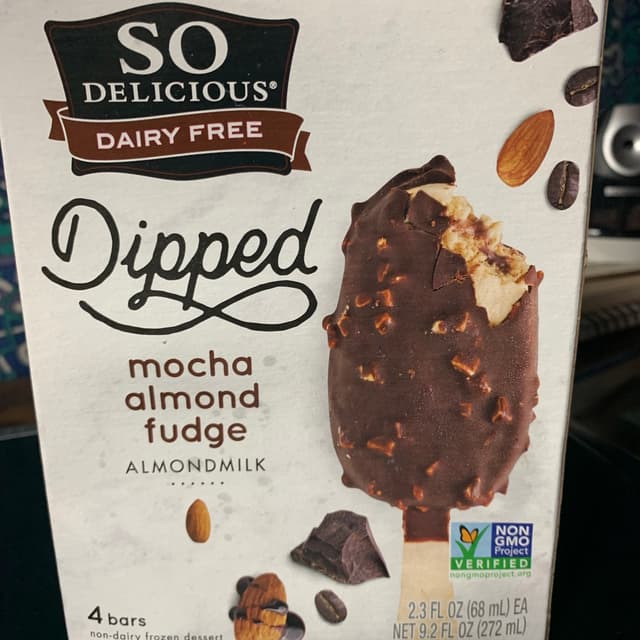 SO
DELICIOUS®
DAIRY FREE
Dipped
mocha
almond
fudge
ALMONDMILK
NON
GMO
Project
VERIFIED
nongmoproject.org
4 bars
non-dairy frozen dessert
2.3 FL OZ (68 mL) EA
NET 9.2 FL OZ (272 mL)